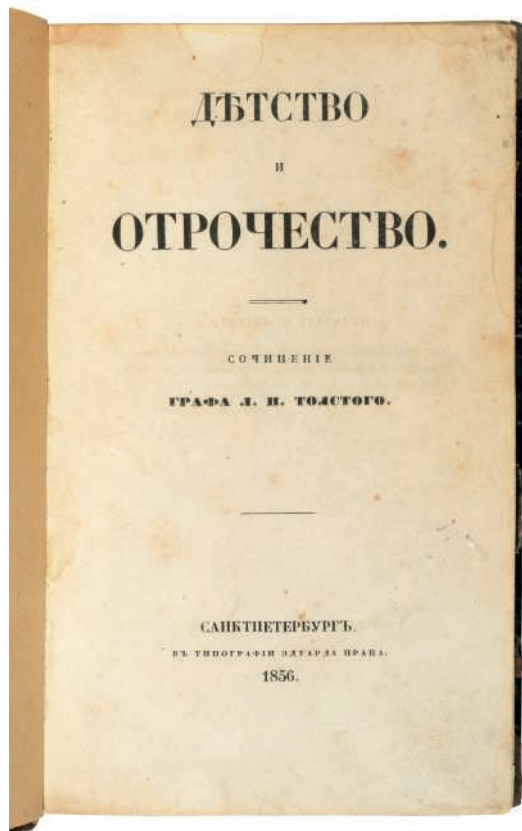 ДѢТСТВО
И
ОТРОЧЕСТВО.
СОЧИНЕНІЕ
ГРАФА Л. Н. ТОЛСТОГО.
САНКТПЕТЕРБУРГЪ.
ВЪ ТИПОГРАФІИ ЭДУАРДА ПРАЦА.
1856.